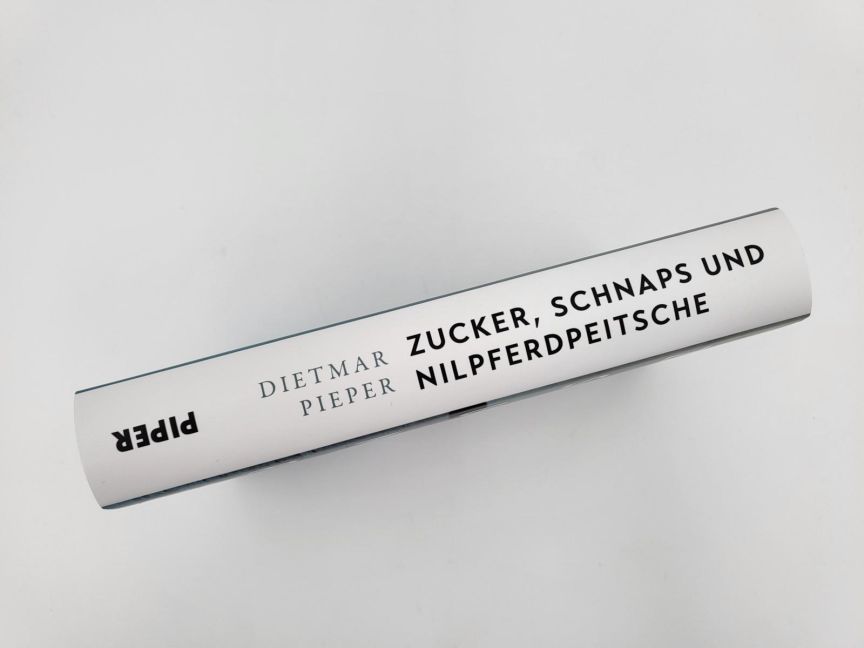 PIPER
DIETMAR
PIEPER
ZUCKER, SCHNAPS UND
NILPFERDPEITSCHE